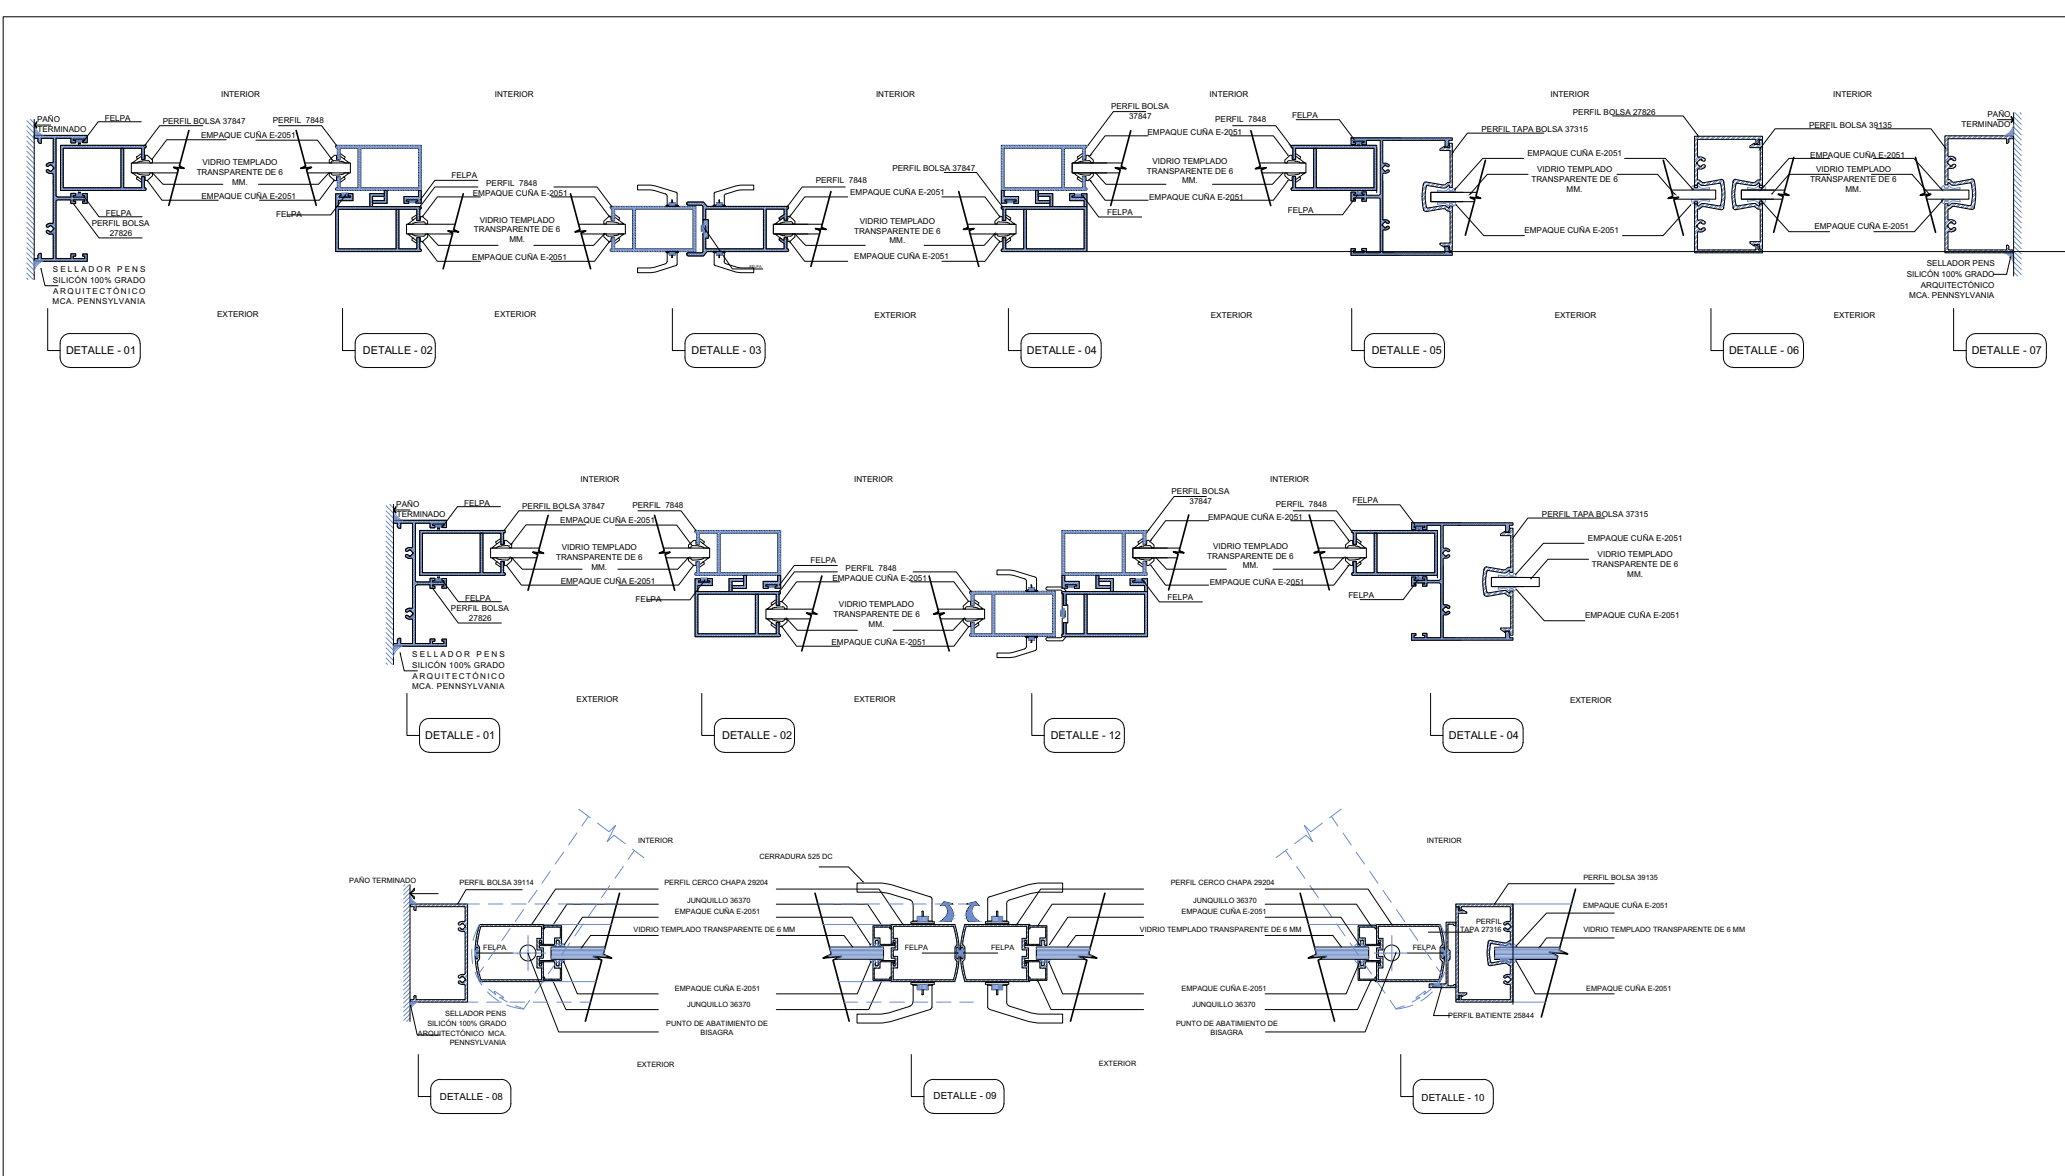 INTERIOR
INTERIOR
INTERIOR
INTERIOR
INTERIOR
INTERIOR
PAÑO
TERMINADO
FELPA
PERFIL BOLSA 37847
PERFIL 7848
EMPAQUE CUÑA E-2051
VIDRIO TEMPLADO
TRANSPARENTE DE 6
MM.
EMPAQUE CUÑA E-2051
FELPA
PERFIL BOLSA
27826
SELLADOR PENS
SILICÓN 100% GRADO
ARQUITECTÓNICO
MCA. PENNSYLVANIA
FELPA
FELPA
PERFIL 7848
EMPAQUE CUÑA E-2051
VIDRIO TEMPLADO
TRANSPARENTE DE 6
MM.
EMPAQUE CUÑA E-2051
PERFIL 7848
PERFIL BOLSA 37847
EMPAQUE CUÑA E-2051
VIDRIO TEMPLADO
TRANSPARENTE DE 6
MM.
EMPAQUE CUÑA E-2051
PERFIL BOLSA
37847
PERFIL 7848
FELPA
EMPAQUE CUÑA E-2051
VIDRIO TEMPLADO
TRANSPARENTE DE 6
MM.
EMPAQUE CUÑA E-2051
FELPA
FELPA
PERFIL TAPA BOLSA 37315
PERFIL BOLSA 27826
EMPAQUE CUÑA E-2051
VIDRIO TEMPLADO
TRANSPARENTE DE 6
MM.
EMPAQUE CUÑA E-2051
PERFIL BOLSA 39135
PAÑO
TERMINADO
EMPAQUE CUÑA E-2051
VIDRIO TEMPLADO
TRANSPARENTE DE 6
MM.
EMPAQUE CUÑA E-2051
SELLADOR PENS
SILICÓN 100% GRADO
ARQUITECTÓNICO
MCA. PENNSYLVANIA
EXTERIOR
EXTERIOR
EXTERIOR
EXTERIOR
EXTERIOR
EXTERIOR
DETALLE - 01
DETALLE - 02
DETALLE - 03
DETALLE - 04
DETALLE - 05
DETALLE - 06
DETALLE - 07
INTERIOR
INTERIOR
INTERIOR
PAÑO
TERMINADO
FELPA
PERFIL BOLSA 37847
PERFIL 7848
EMPAQUE CUÑA E-2051
VIDRIO TEMPLADO
TRANSPARENTE DE 6
MM.
EMPAQUE CUÑA E-2051
FELPA
PERFIL BOLSA
27826
SELLADOR PENS
SILICÓN 100% GRADO
ARQUITECTÓNICO
MCA. PENNSYLVANIA
FELPA
FELPA
PERFIL 7848
EMPAQUE CUÑA E-2051
VIDRIO TEMPLADO
TRANSPARENTE DE 6
MM.
EMPAQUE CUÑA E-2051
PERFIL BOLSA
37847
PERFIL 7848
FELPA
EMPAQUE CUÑA E-2051
VIDRIO TEMPLADO
TRANSPARENTE DE 6
MM.
EMPAQUE CUÑA E-2051
FELPA
FELPA
PERFIL TAPA BOLSA 37315
EMPAQUE CUÑA E-2051
VIDRIO TEMPLADO
TRANSPARENTE DE 6
MM.
EMPAQUE CUÑA E-2051
EXTERIOR
EXTERIOR
EXTERIOR
DETALLE - 01
DETALLE - 02
DETALLE - 12
DETALLE - 04
INTERIOR
INTERIOR
CERRADURA 525 DC
PAÑO TERMINADO
PERFIL BOLSA 39114
PERFIL CERCO CHAPA 29204
JUNQUILLO 36370
EMPAQUE CUÑA E-2051
VIDRIO TEMPLADO TRANSPARENTE DE 6 MM
FELPA
FELPA
FELPA
EMPAQUE CUÑA E-2051
JUNQUILLO 36370
PUNTO DE ABATIMIENTO DE
BISAGRA
SELLADOR PENS
SILICÓN 100% GRADO
ARQUITECTÓNICO MCA.
PENNSYLVANIA
PERFIL CERCO CHAPA 29204
JUNQUILLO 36370
EMPAQUE CUÑA E-2051
VIDRIO TEMPLADO TRANSPARENTE DE 6 MM
EMPAQUE CUÑA E-2051
JUNQUILLO 36370
PUNTO DE ABATIMIENTO DE
BISAGRA
FELPA
PERFIL
TAPA 27316
PERFIL BOLSA 39135
EMPAQUE CUÑA E-2051
VIDRIO TEMPLADO TRANSPARENTE DE 6 MM
EMPAQUE CUÑA E-2051
PERFIL BATIENTE 25844
EXTERIOR
EXTERIOR
DETALLE - 08
DETALLE - 09
DETALLE - 10